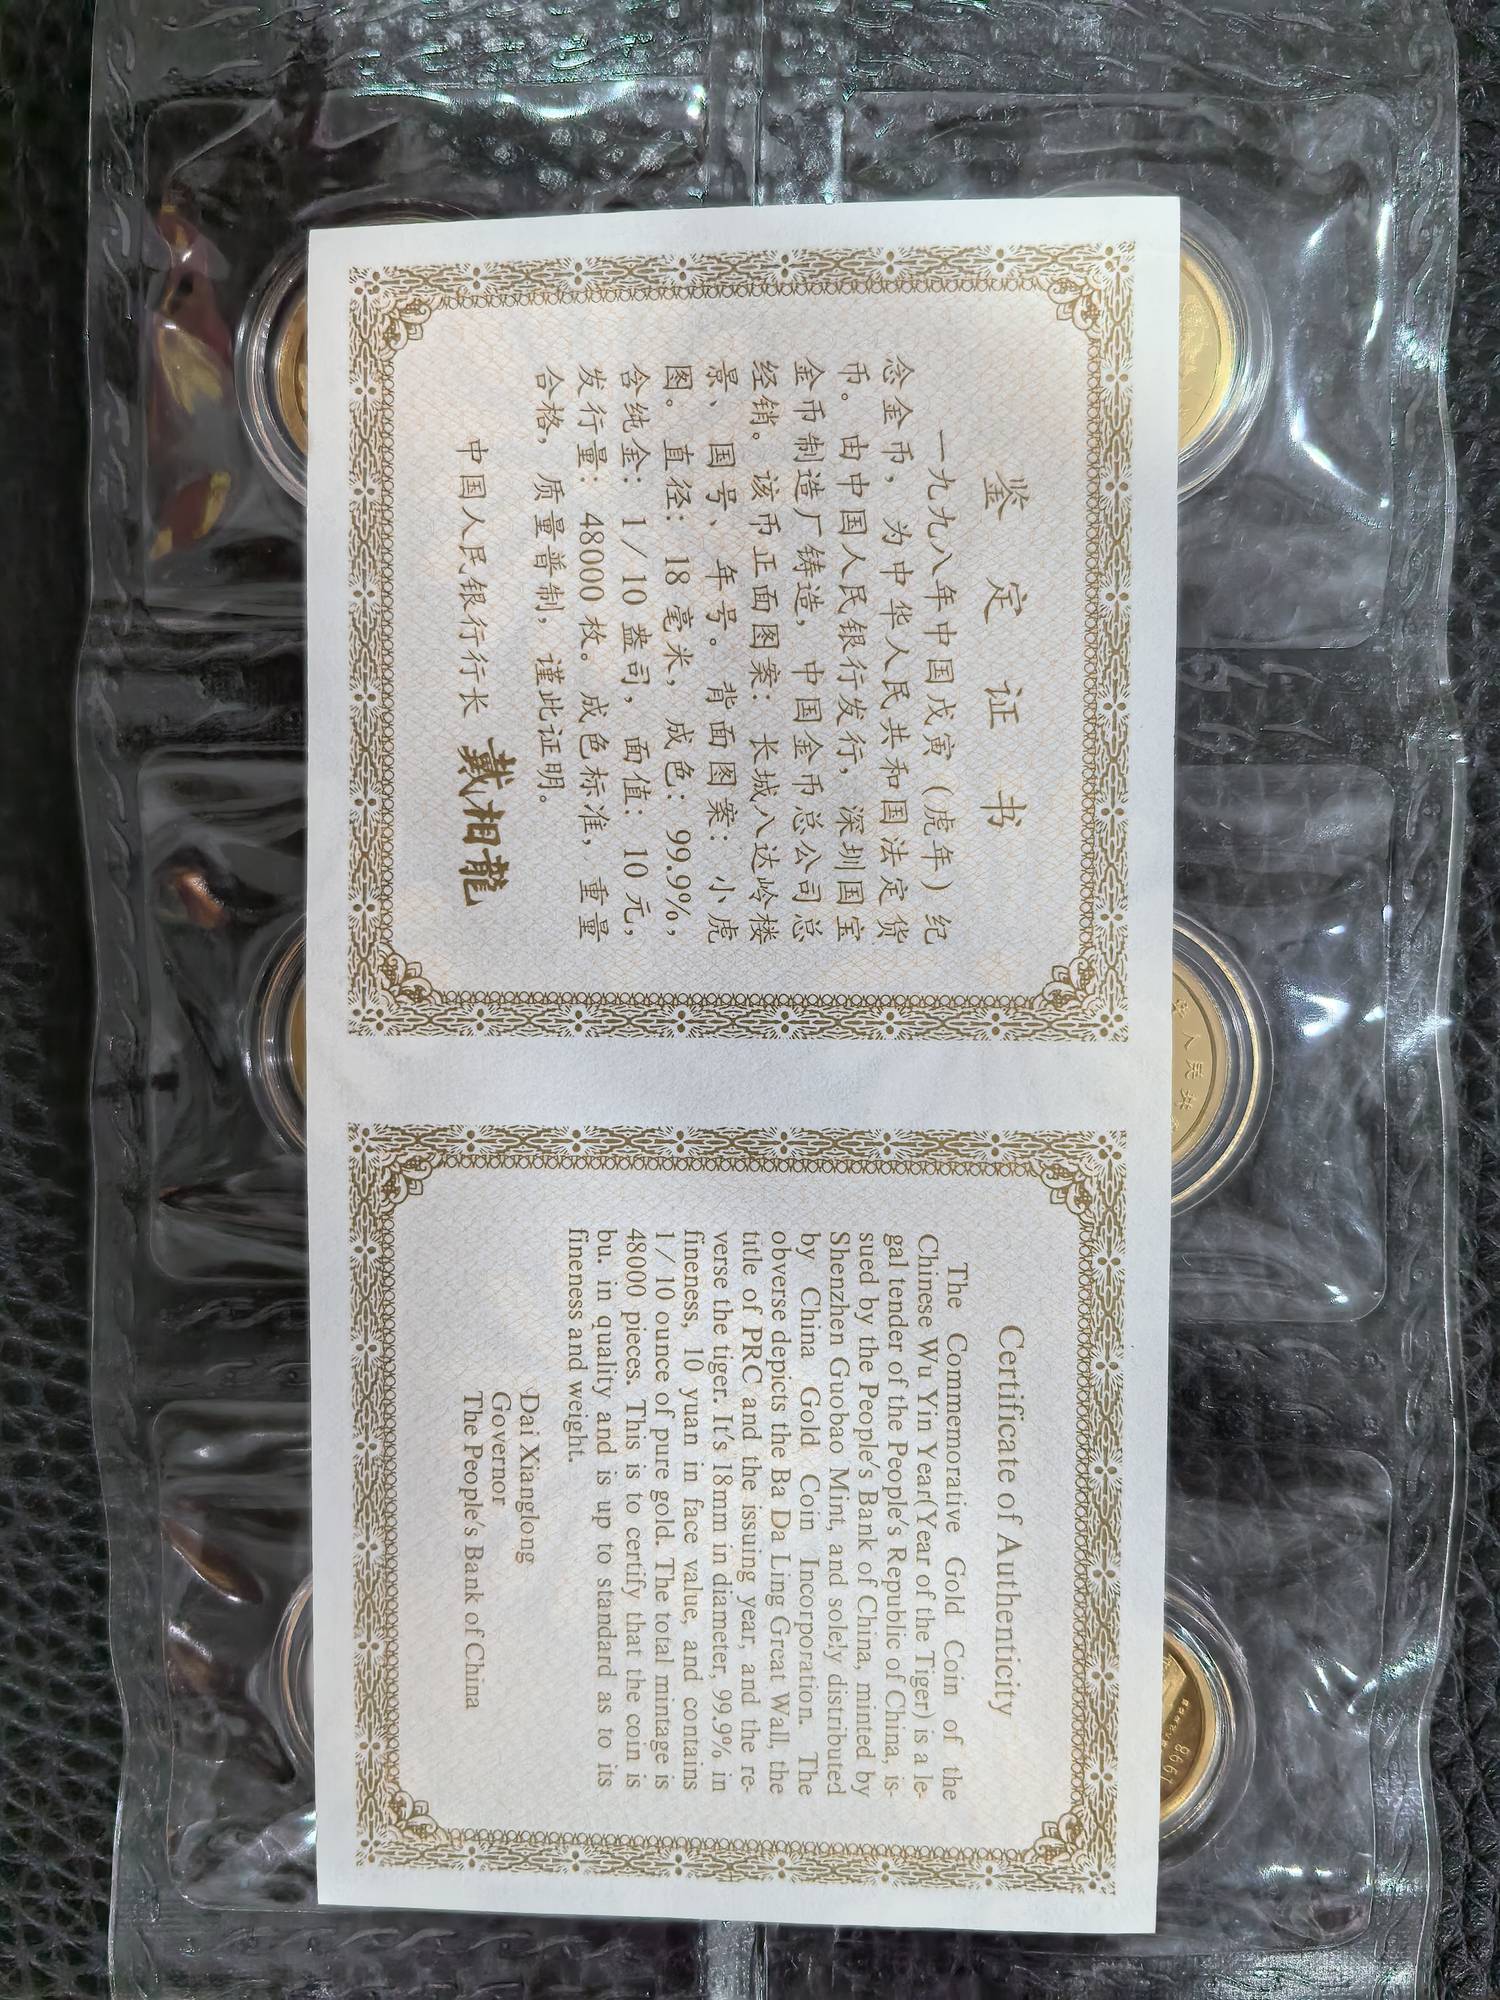 鉴定证书
一九九八年中国戊寅（虎年）纪
念金币，为中华人民共和国法定货
币。由中国人民银行发行，深圳国宝
金币制造厂铸造，中国金币总公司总
经销。该币正面图案：长城八达岭楼
景、国号、年号。背面图案：小虎
图。直径：18毫米，成色：99.9%，
含纯金：1/10盎司，面值：10元，
发行量：48000枚。成色标准，重量
合格，质量普制，谨此证明。
中国人民银行行长 戴相龍
Certificate of Authenticity
The Commemorative Gold Coin of the
Chinese Wu Yin Year(Year of the Tiger) is a le-
gal tender of the People's Republic of China, is-
sued by the People's Bank of China, minted by
Shenzhen Guobao Mint, and solely distributed
by China Gold Coin Incorporation. The
obverse depicts the Ba Da Ling Great Wall, the
title of PRC and the issuing year, and the re-
verse the tiger. It's 18mm in diameter, 99.9% in
fineness, 10 yuan in face value, and contains
1/10 ounce of pure gold. The total mintage is
48000 pieces. This is to certify that the coin is
bu. in quality and is up to standard as to its
fineness and weight.
Dai Xianglong
Governor
The People's Bank of China
人民共
1998